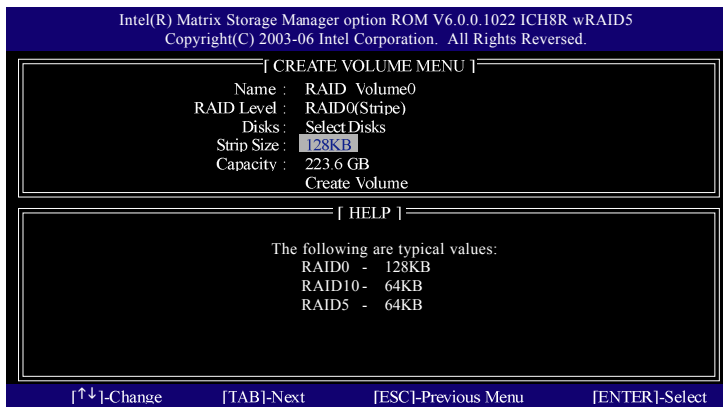 Intel(R) Matrix Storage Manager option ROM V6.0.0.1022 ICH8R wRAID5
Copyright(C) 2003-06 Intel Corporation.  All Rights Reversed.
[ CREATE VOLUME MENU ]
Name :  RAID_Volume0
RAID Level :  RAID0(Stripe)
Disks :  Select Disks
Strip Size :  128KB
Capacity :  223.6 GB
Create Volume
[ HELP ]
The following are typical values:
RAID0  -  128KB
RAID10 -  64KB
RAID5  -  64KB
[↑↓]-Change  [TAB]-Next  [ESC]-Previous Menu  [ENTER]-Select